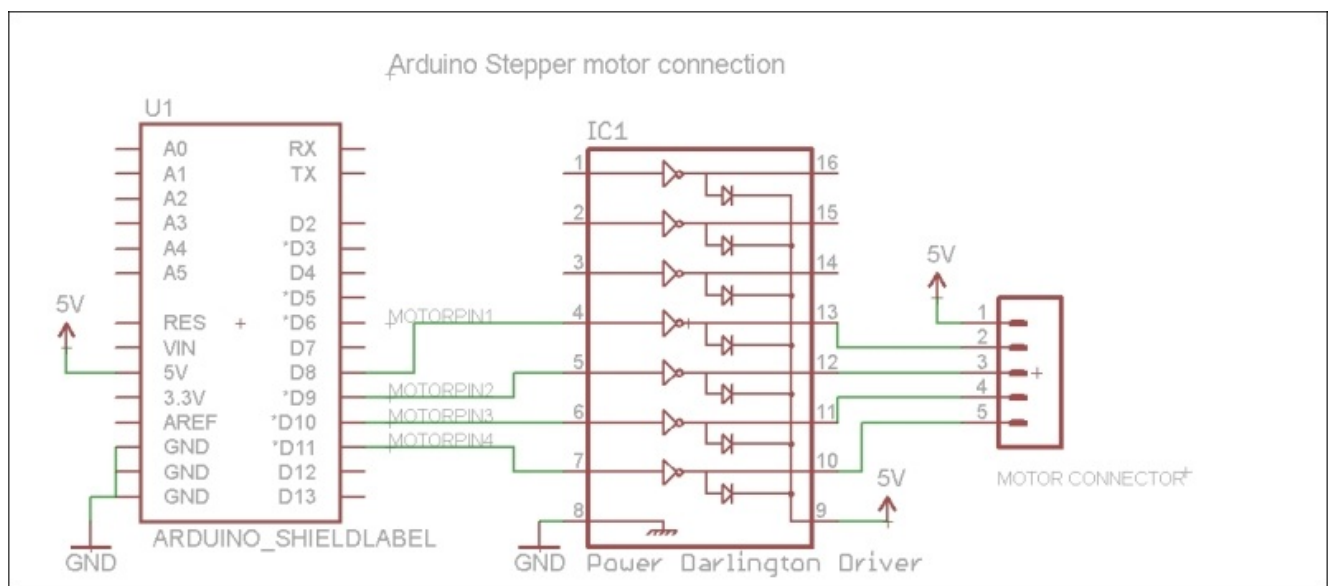 Arduino Stepper motor connection
U1
A0 RX
A1 TX
A2
A3 D2
A4 *D3
A5 D4
*D5
RES *D6
VIN D7
5V D8
3.3V *D9
AREF *D10
GND *D11
GND D12
GND D13
ARDUINO_SHIELDLABEL
5V
GND
MOTORPIN1
MOTORPIN2
MOTORPIN3
MOTORPIN4
IC1
1 16
2 15
3 14
4 13
5 12
6 11
7 10
8 9
GND
Power Darlington Driver
5V
5V
1
2
3
4
5
MOTOR CONNECTOR